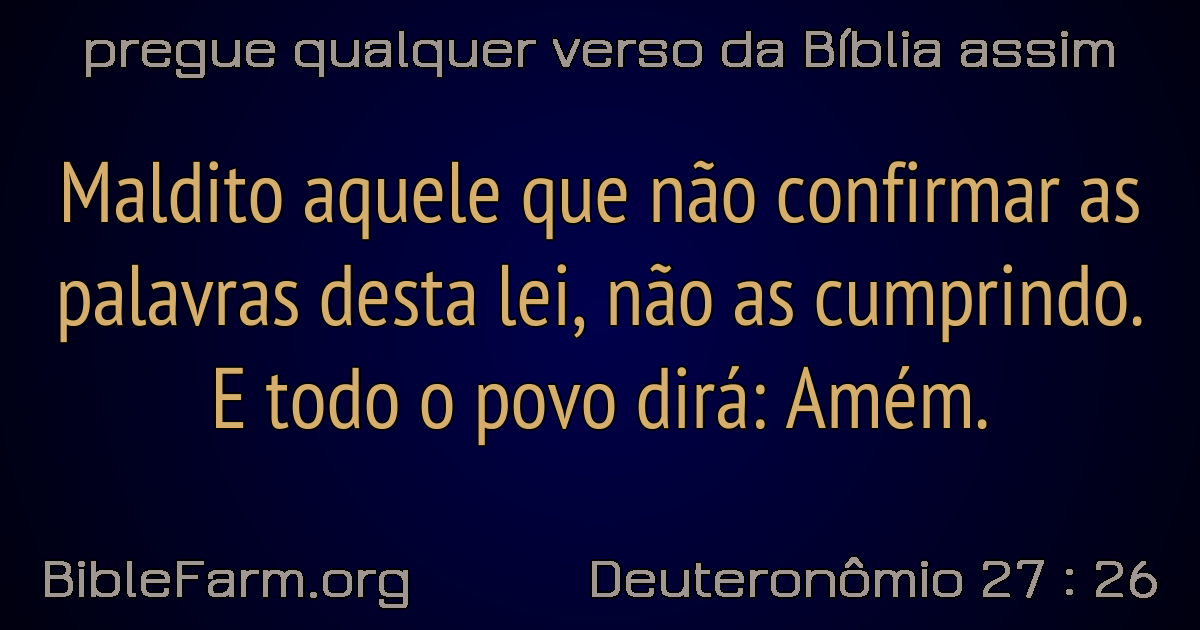 pregue qualquer verso da Bíblia assim
Maldito aquele que não confirmar as
palavras desta lei, não as cumprindo.
E todo o povo dirá: Amém.
BibleFarm.org
Deuteronômio 27 : 26